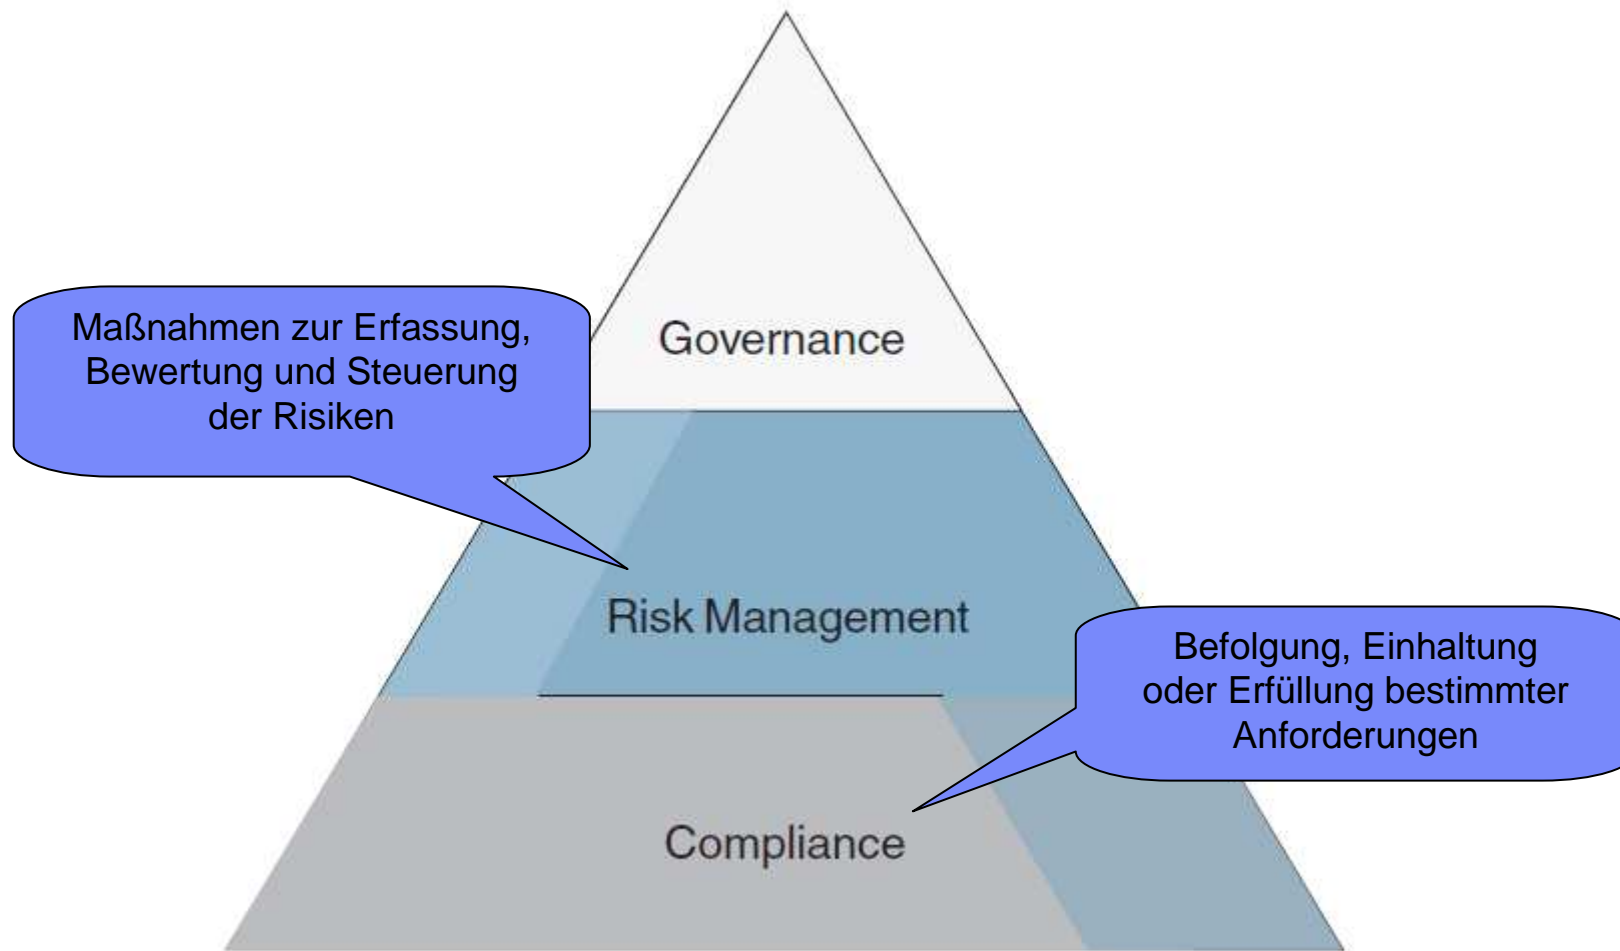 Maßnahmen zur Erfassung,
Bewertung und Steuerung
der Risiken
Governance
Risk Management
Befolgung, Einhaltung
oder Erfüllung bestimmter
Anforderungen
Compliance